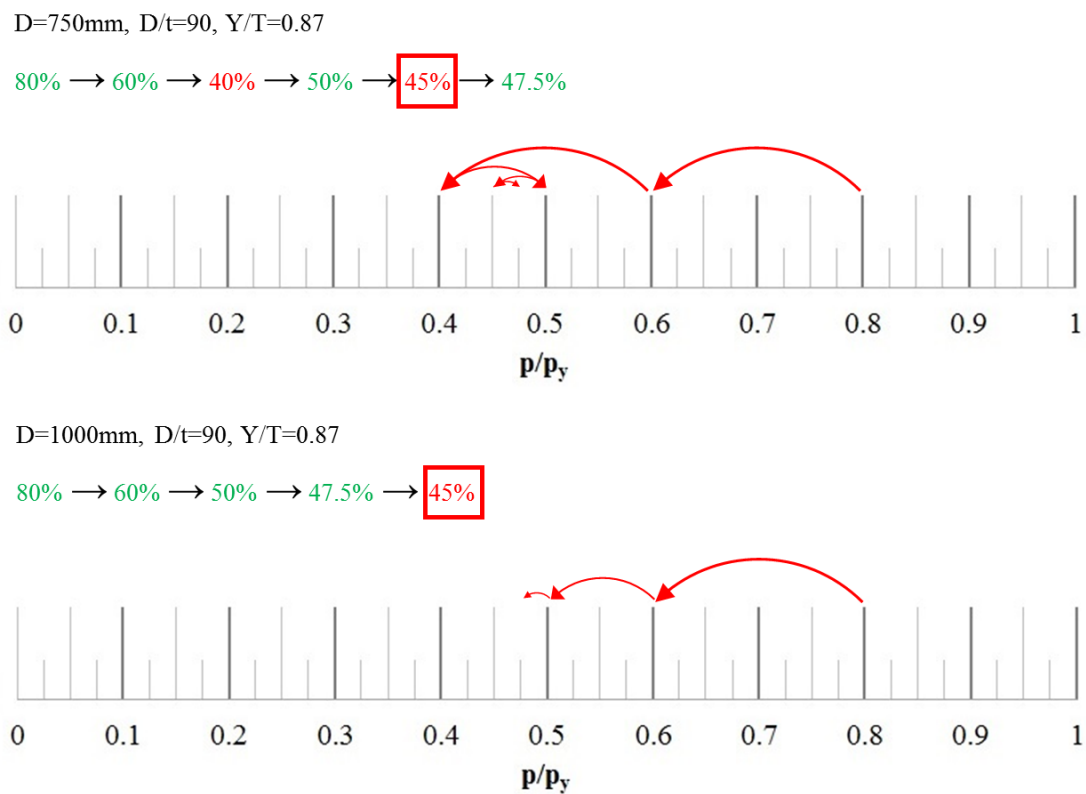 D=750mm, D/t=90, Y/T=0.87
80% → 60% → 40% → 50% → 45% → 47.5%
0 0.1 0.2 0.3 0.4 0.5 0.6 0.7 0.8 0.9 1
p/py
D=1000mm, D/t=90, Y/T=0.87
80% → 60% → 50% → 47.5% → 45%
0 0.1 0.2 0.3 0.4 0.5 0.6 0.7 0.8 0.9 1
p/py